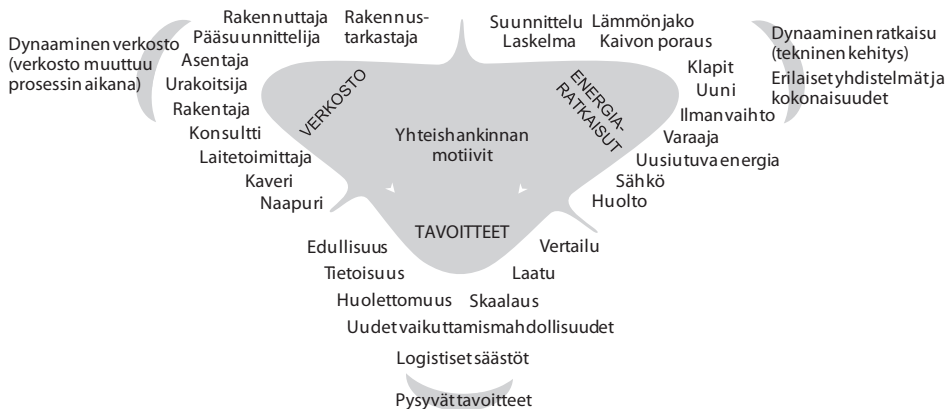 Dynaaminen verkosto
(verkosto muuttuu
prosessin aikana)
Rakennuttaja
Pääsuunnittelija
Asentaja
Urakoitsija
Rakentaja
Konsultti
Laitetoimittaja
Kaveri
Naapuri
Rakennus-
tarkastaja
VERKOSTO
Yhteishankinnan
motiivit
ENERGIA-
RATKAISUT
Suunnittelu
Laskelma
Lämmönjako
Kaivon poraus
Klapit
Uuni
Ilmanvaihto
Varaaja
Uusiutuva energia
Sähkö
Huolto
Dynaaminen ratkaisu
(tekninen kehitys)
Erilaiset yhdistelmät ja
kokonaisuudet
TAVOITTEET
Edullisuus
Tietoisuus
Huolettomuus
Vertailu
Laatu
Skaalaus
Uudet vaikuttamismahdollisuudet
Logistiset säästöt
Pysyvät tavoitteet